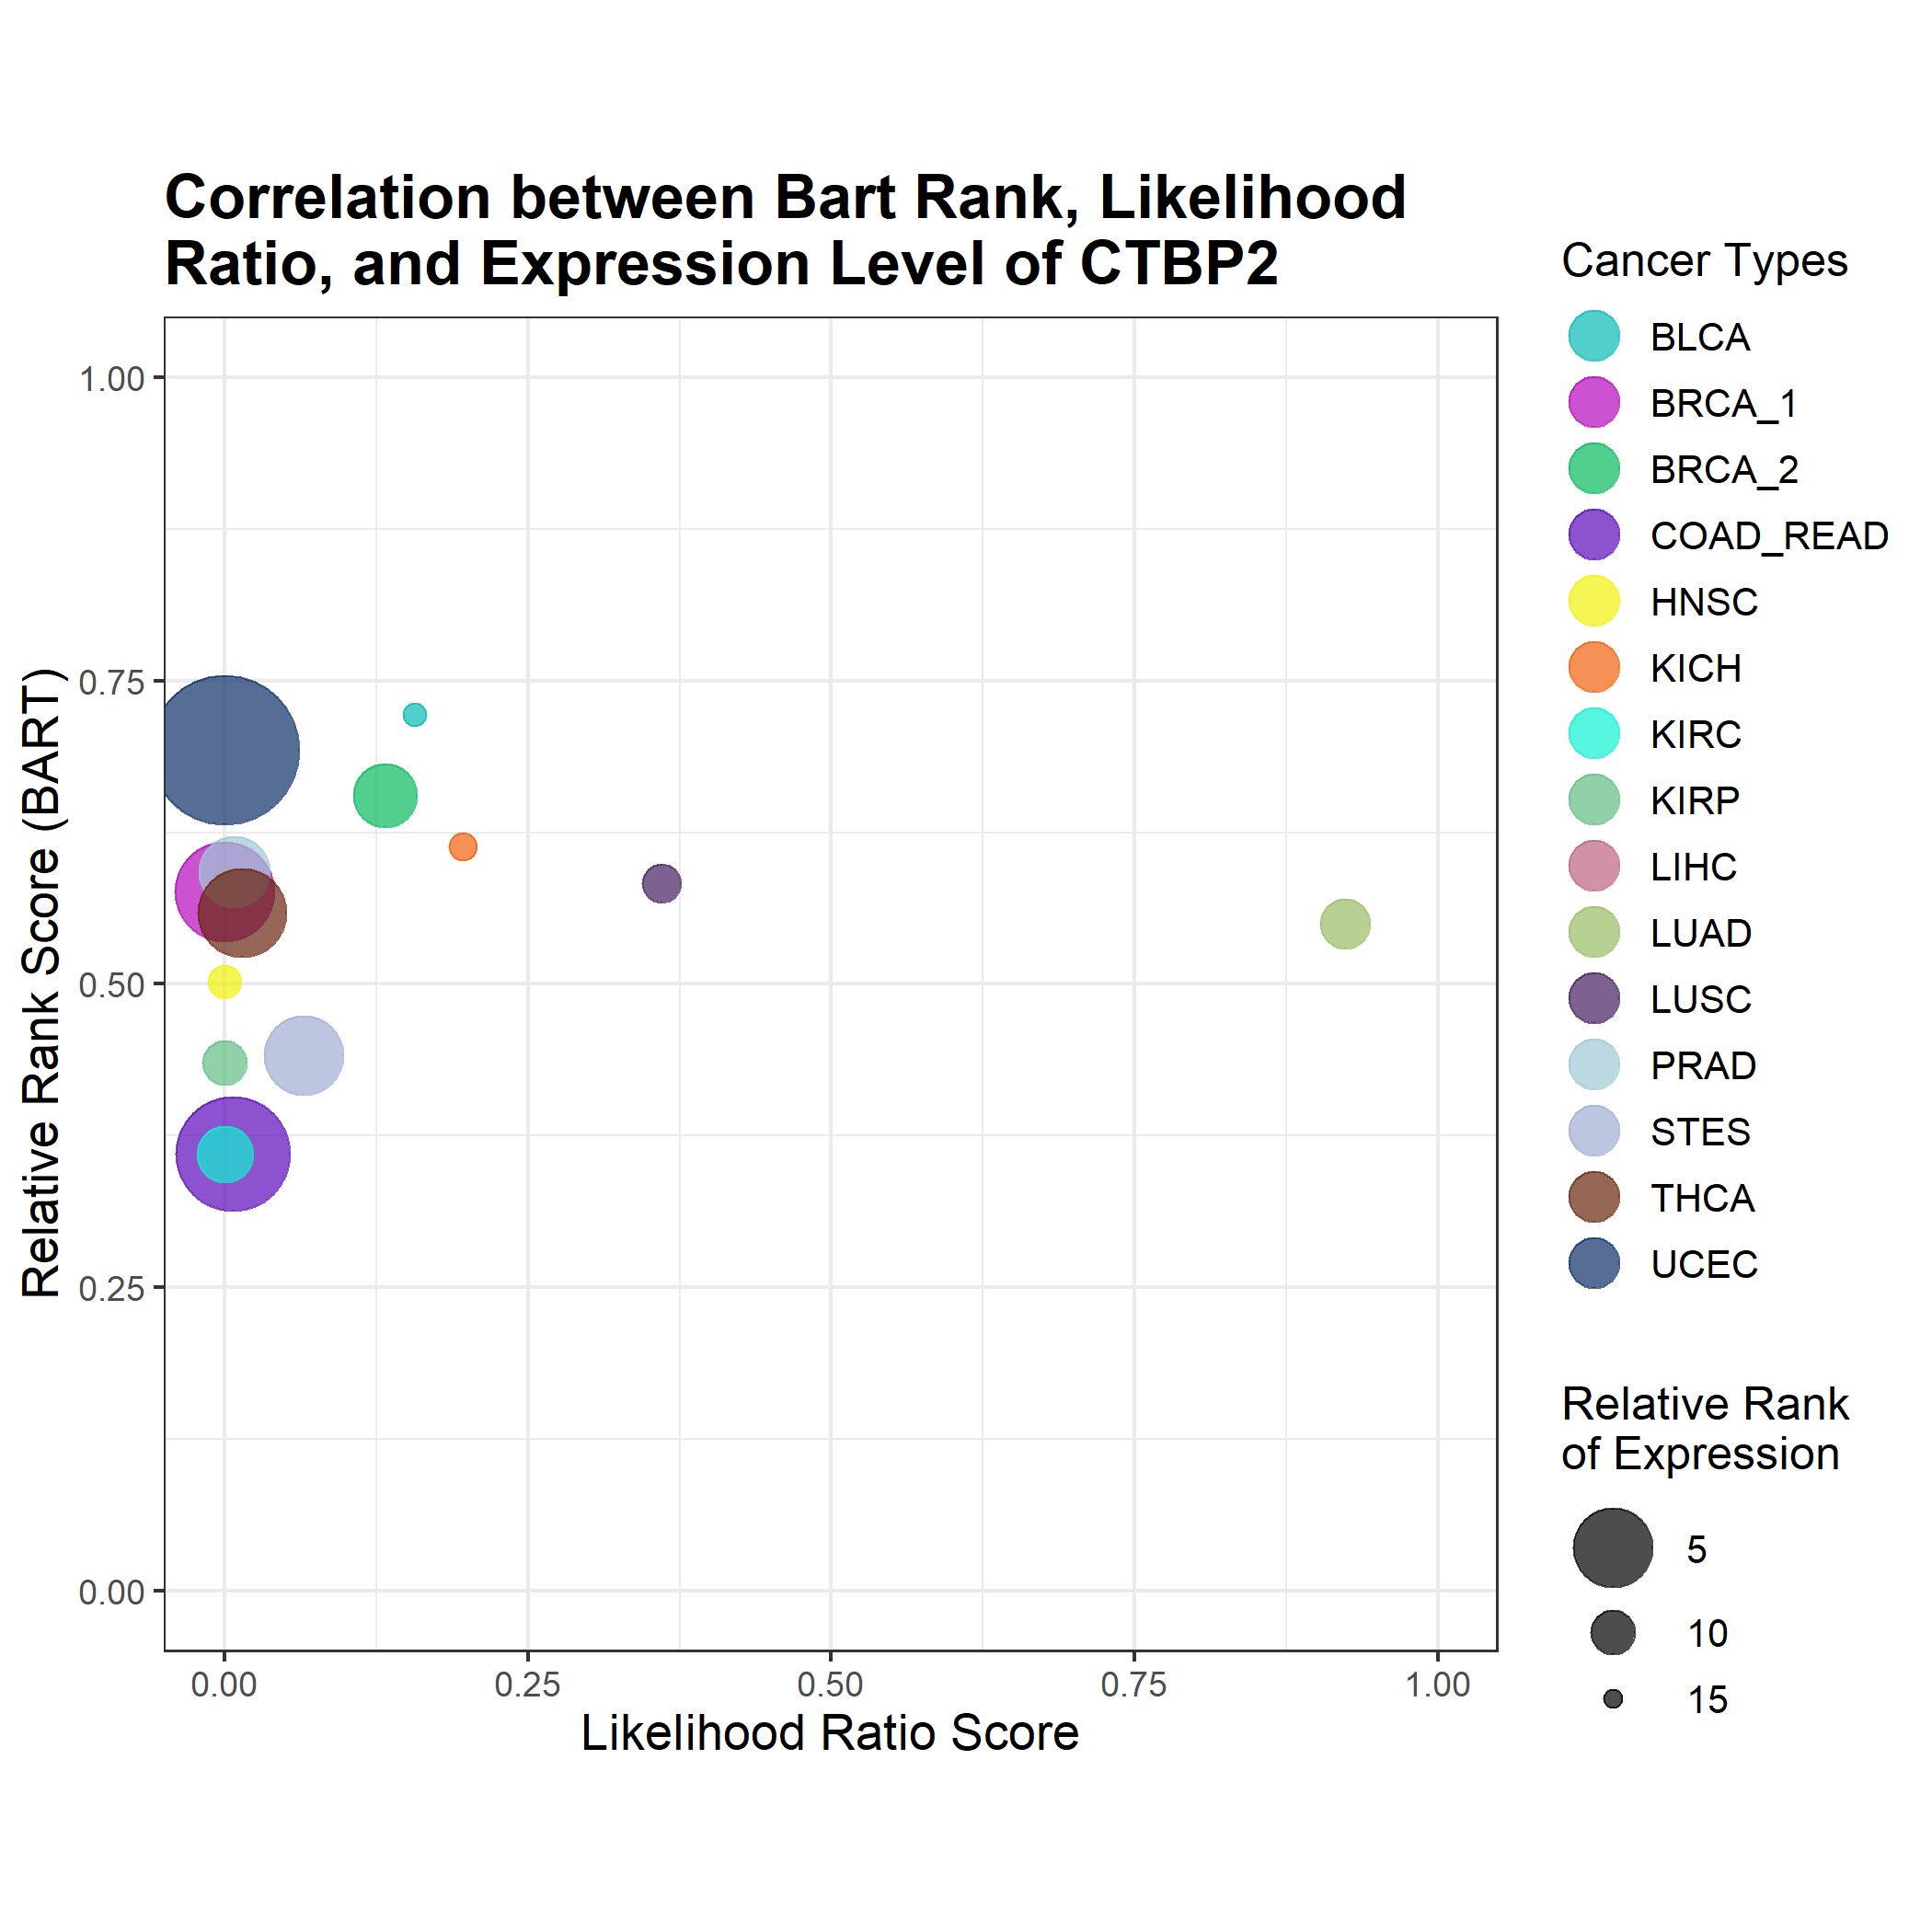 Correlation between Bart Rank, Likelihood
Ratio, and Expression Level of CTBP2
Relative Rank Score (BART)
1.00
0.75
0.50
0.25
0.00
0.00
0.25
0.50
0.75
1.00
Likelihood Ratio Score
Cancer Types
BLCA
BRCA_1
BRCA_2
COAD_READ
HNSC
KICH
KIRC
KIRP
LIHC
LUAD
LUSC
PRAD
STES
THCA
UCEC
Relative Rank
of Expression
5
10
15